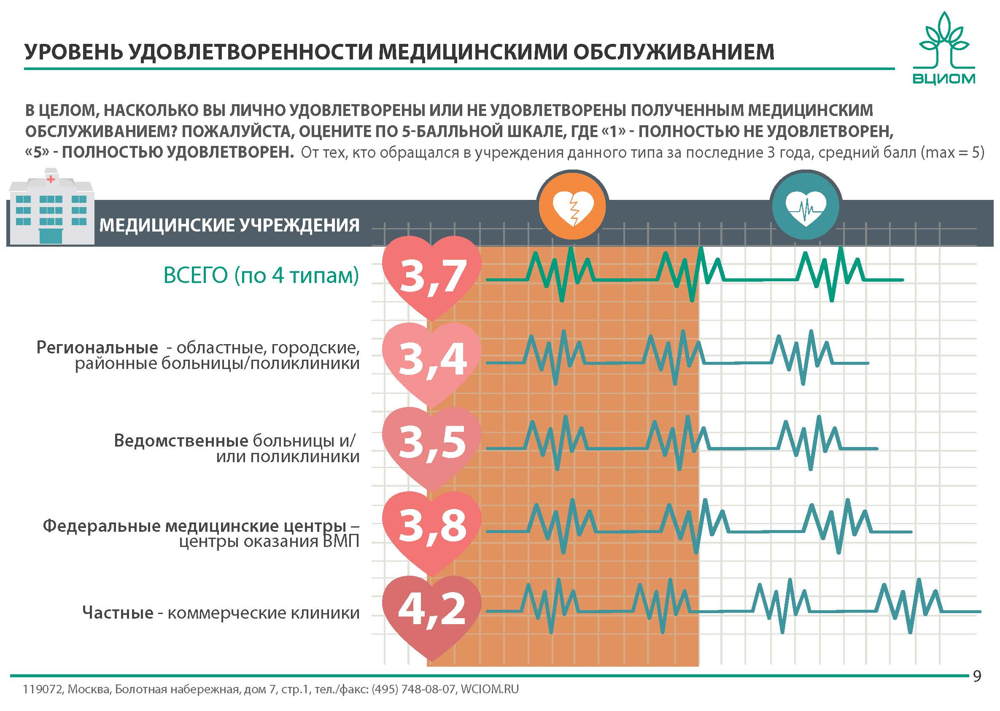 УРОВЕНЬ УДОВЛЕТВОРЕННОСТИ МЕДИЦИНСКИМИ ОБСЛУЖИВАНИЕМ
ВЦИОМ
В ЦЕЛОМ, НАСКОЛЬКО ВЫ ЛИЧНО УДОВЛЕТВОРЕНЫ ИЛИ НЕ УДОВЛЕТВОРЕНЫ ПОЛУЧЕННЫМ МЕДИЦИНСКИМ
ОБСЛУЖИВАНИЕМ? ПОЖАЛУЙСТА, ОЦЕНИТЕ ПО 5-БАЛЛЬНОЙ ШКАЛЕ, ГДЕ «1» - ПОЛНОСТЬЮ НЕ УДОВЛЕТВОРЕН,
«5» - ПОЛНОСТЬЮ УДОВЛЕТВОРЕН. От тех, кто обращался в учреждения данного типа за последние 3 года, средний балл (max = 5)
МЕДИЦИНСКИЕ УЧРЕЖДЕНИЯ
ВСЕГО (по 4 типам)
3,7
Региональные - областные, городские,
районные больницы/поликлиники
3,4
Ведомственные больницы и/
или поликлиники
3,5
Федеральные медицинские центры –
центры оказания ВМП
3,8
Частные - коммерческие клиники
4,2
9
119072, Москва, Болотная набережная, дом 7, стр.1, тел./факс: (495) 748-08-07, WCIOM.RU